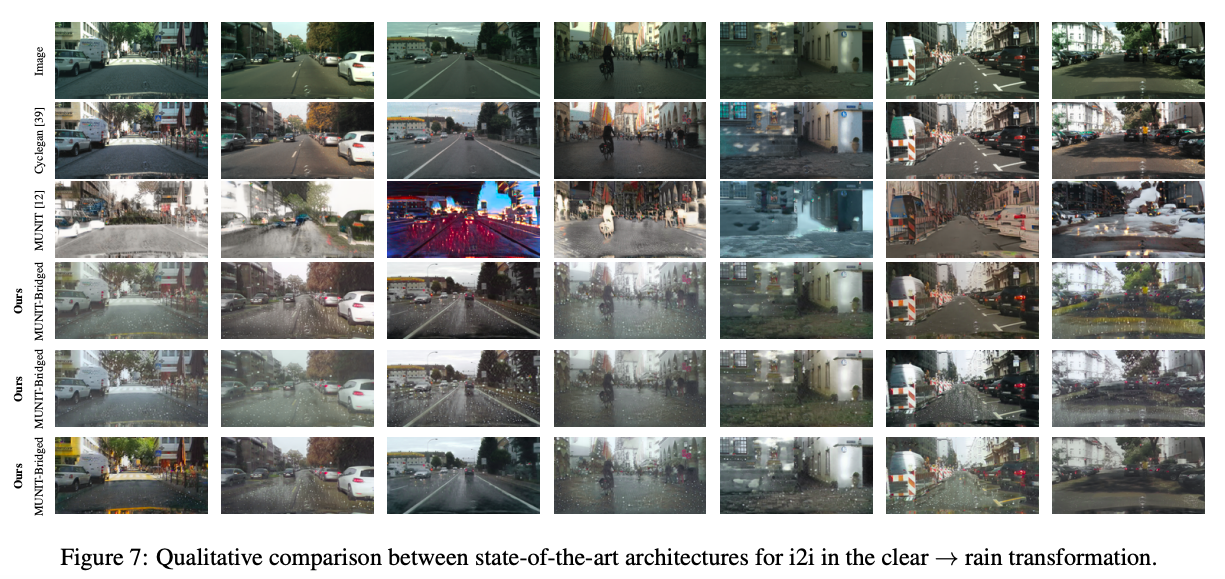 Image
Cyclegan [39]
MUNIT [12]
Ours
MUNIT-Bridged
Ours
MUNIT-Bridged
Ours
MUNIT-Bridged
Figure 7: Qualitative comparison between state-of-the-art architectures for i2i in the clear → rain transformation.